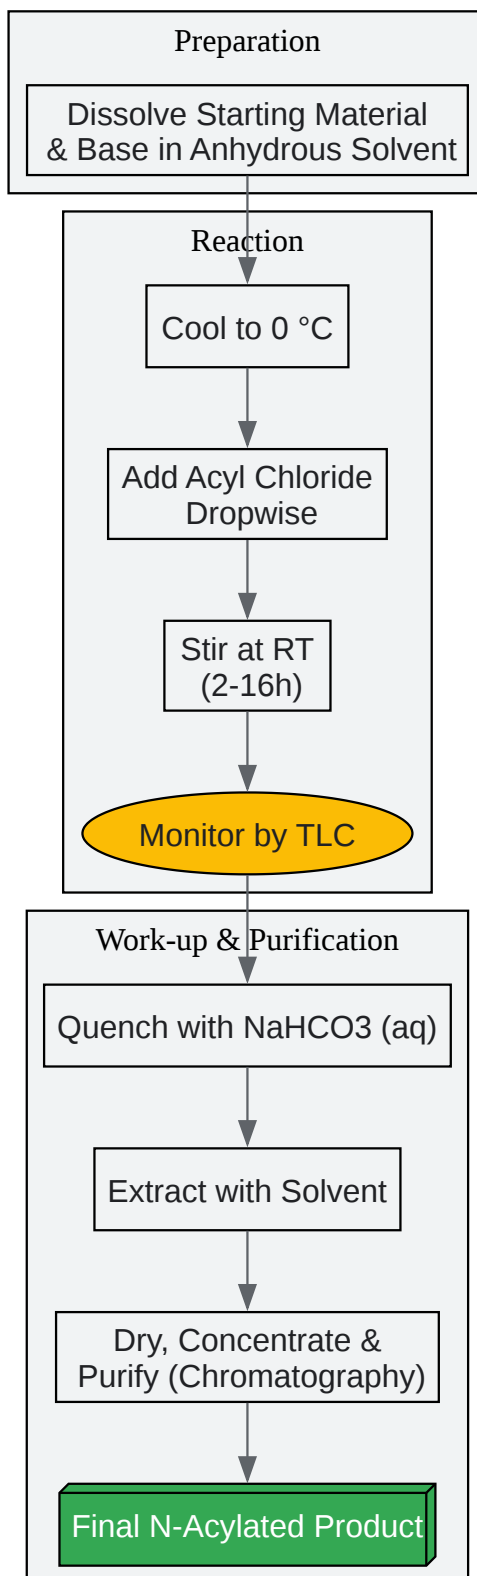 Preparation
Dissolve Starting Material
& Base in Anhydrous Solvent
Reaction
Cool to 0 °C
Add Acyl Chloride
Dropwise
Stir at RT
(2-16h)
Monitor by TLC
Work-up & Purification
Quench with NaHCO3 (aq)
Extract with Solvent
Dry, Concentrate &
Purify (Chromatography)
Final N-Acylated Product